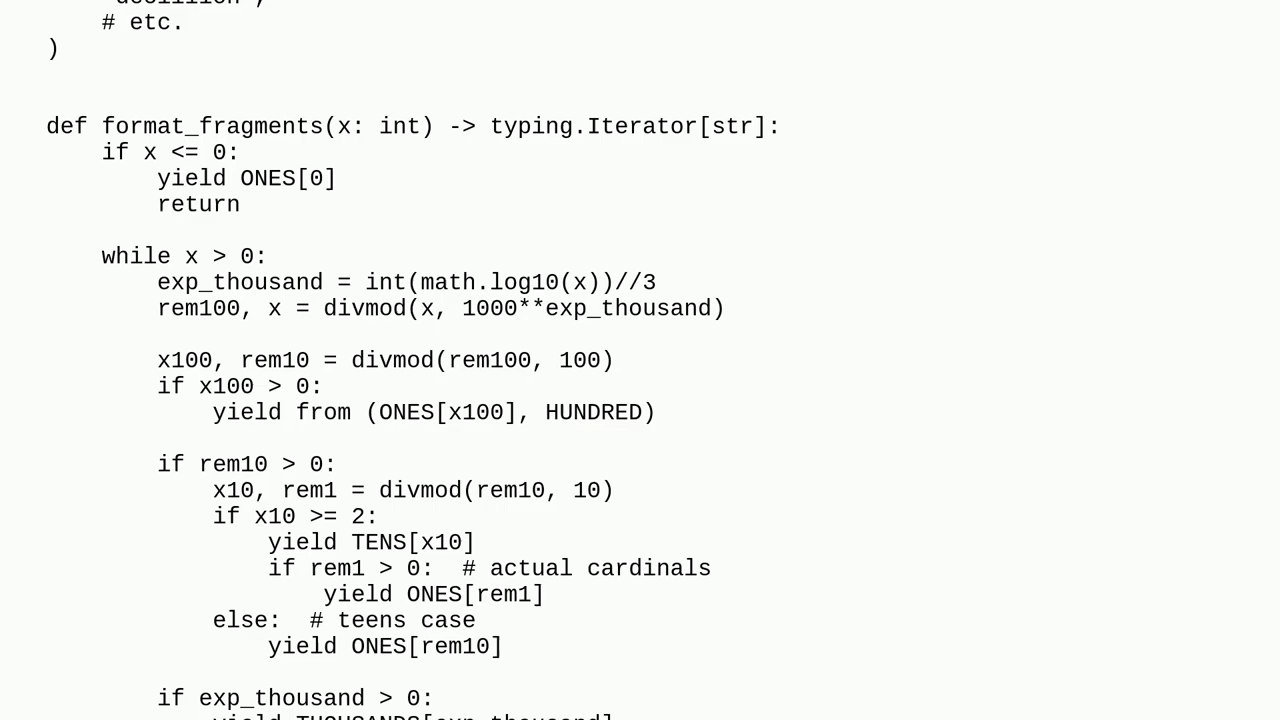 # etc.
)
def format_fragments(x: int) -> typing.Iterator[str]:
    if x <= 0:
        yield ONES[0]
        return
    while x > 0:
        exp_thousand = int(math.log10(x))//3
        rem100, x = divmod(x, 1000**exp_thousand)
        x100, rem10 = divmod(rem100, 100)
        if x100 > 0:
            yield from (ONES[x100], HUNDRED)
        if rem10 > 0:
            x10, rem1 = divmod(rem10, 10)
            if x10 >= 2:
                yield TENS[x10]
                if rem1 > 0:  # actual cardinals
                    yield ONES[rem1]
            else:  # teens case
                yield ONES[rem10]
        if exp_thousand > 0: